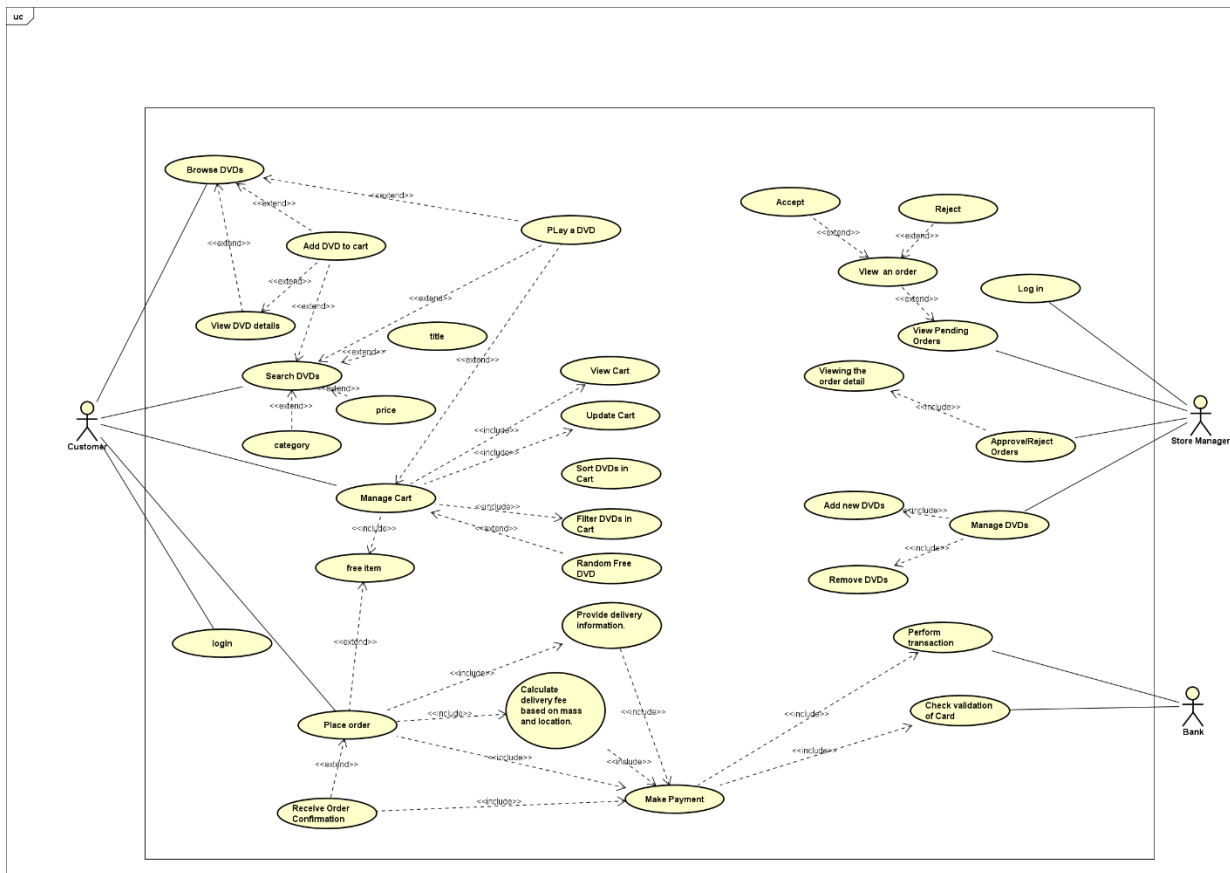 uc
Browse DVDs
<<extend>>
Accept
Reject
<<extend>>
PLay a DVD
<<extend>>
<<extend>>
<<extend>>
Add DVD to cart
<<extend>>
View an order
<<extend>>
Log in
<<extend>>
<<extend>>
<<extend>>
View DVD details
title
View Pending
Orders
<<extend>>
<<extend>>
Search DVDs
View Cart
Viewing the
order detail
<<extend>>
price
<<extend>>
Update Cart
<<include>>
<<include>>
Customer
category
<<include>>
Approve/Reject
Orders
Store Manager
Sort DVDs in
Cart
Manage Cart
Add new DVDs
<<include>>
<<include>>
Filter DVDs in
Cart
Manage DVDs
<<include>>
<<extend>>
<<include>>
free item
Random Free
DVD
Remove DVDs
Provide delivery
information.
Perform
transaction
login
<<extend>>
<<include>>
Calculate
delivery fee
based on mass
and location.
<<include>>
Check validation
of Card
Place order
<<include>>
<<include>>
<<include>>
Bank
<<include>>
<<include>>
<<extend>>
Receive Order
Confirmation
<<include>>
Make Payment